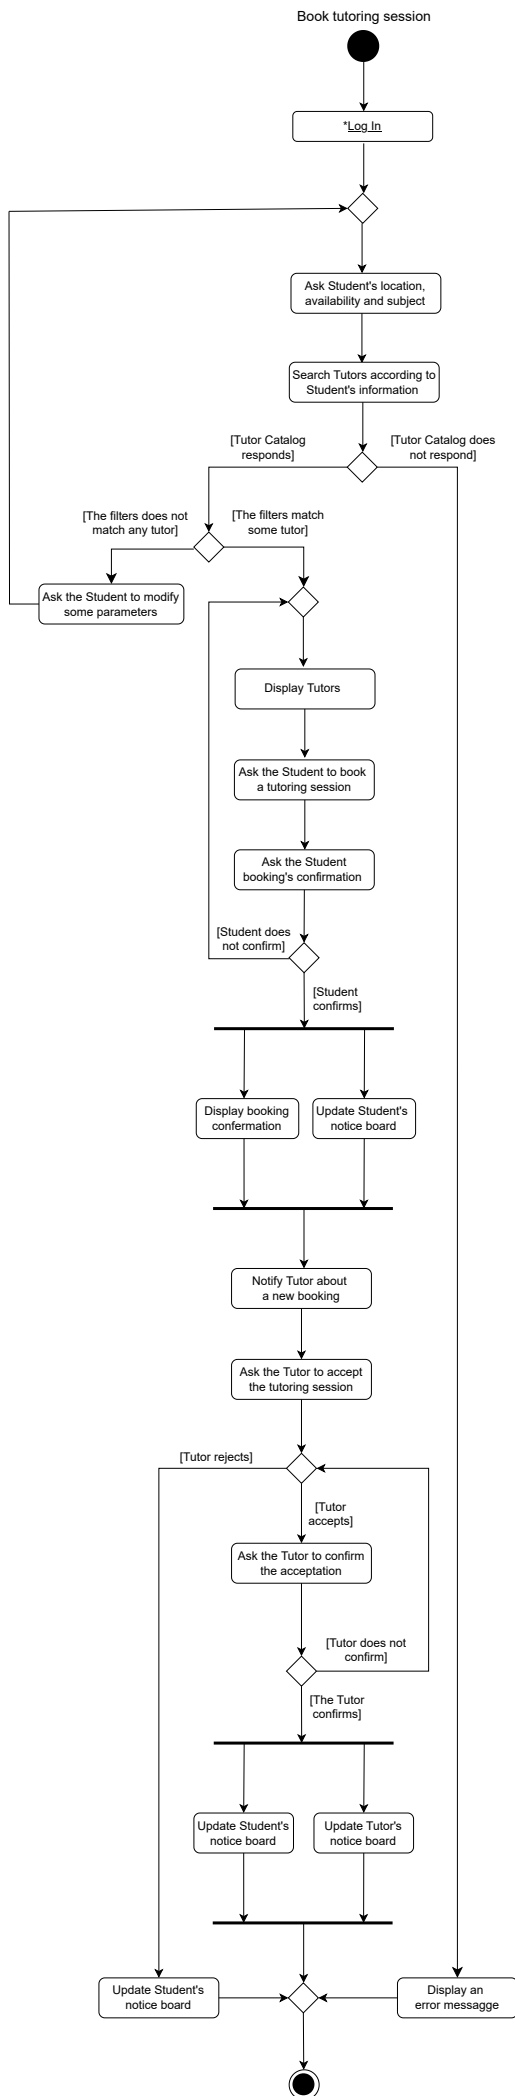 Book tutoring session
*Log In
Ask Student's location,
availability and subject
Search Tutors according to
Student's information
[Tutor Catalog
responds]
[Tutor Catalog does
not respond]
[The filters does not
match any tutor]
[The filters match
some tutor]
Ask the Student to modify
some parameters
Display Tutors
Ask the Student to book
a tutoring session
Ask the Student
booking's confirmation
[Student does
not confirm]
[Student
confirms]
Display booking
confermation
Update Student's
notice board
Notify Tutor about
a new booking
Ask the Tutor to accept
the tutoring session
[Tutor rejects]
[Tutor
accepts]
Ask the Tutor to confirm
the acceptation
[Tutor does not
confirm]
[The Tutor
confirms]
Update Student's
notice board
Update Tutor's
notice board
Update Student's
notice board
Display an
error messagge